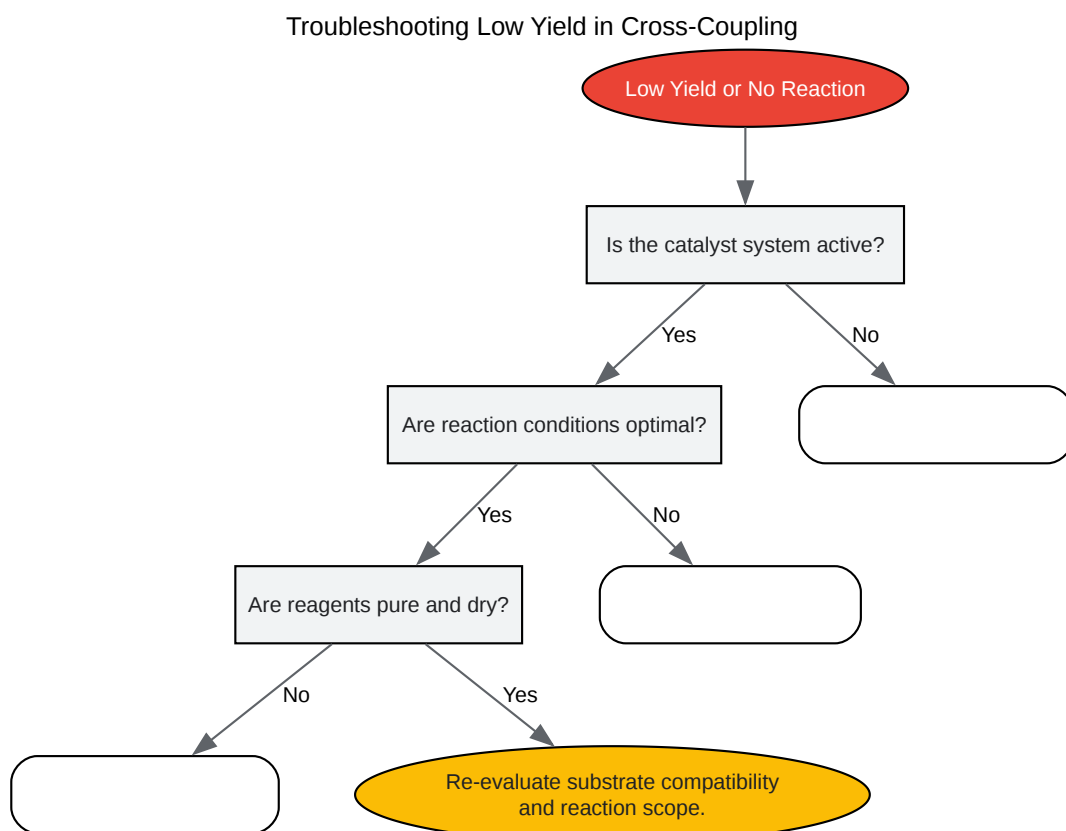 Troubleshooting Low Yield in Cross-Coupling
Low Yield or No Reaction
Is the catalyst system active?
Yes
No
Are reaction conditions optimal?
Yes
No
Are reagents pure and dry?
No
Yes
Re-evaluate substrate compatibility
and reaction scope.